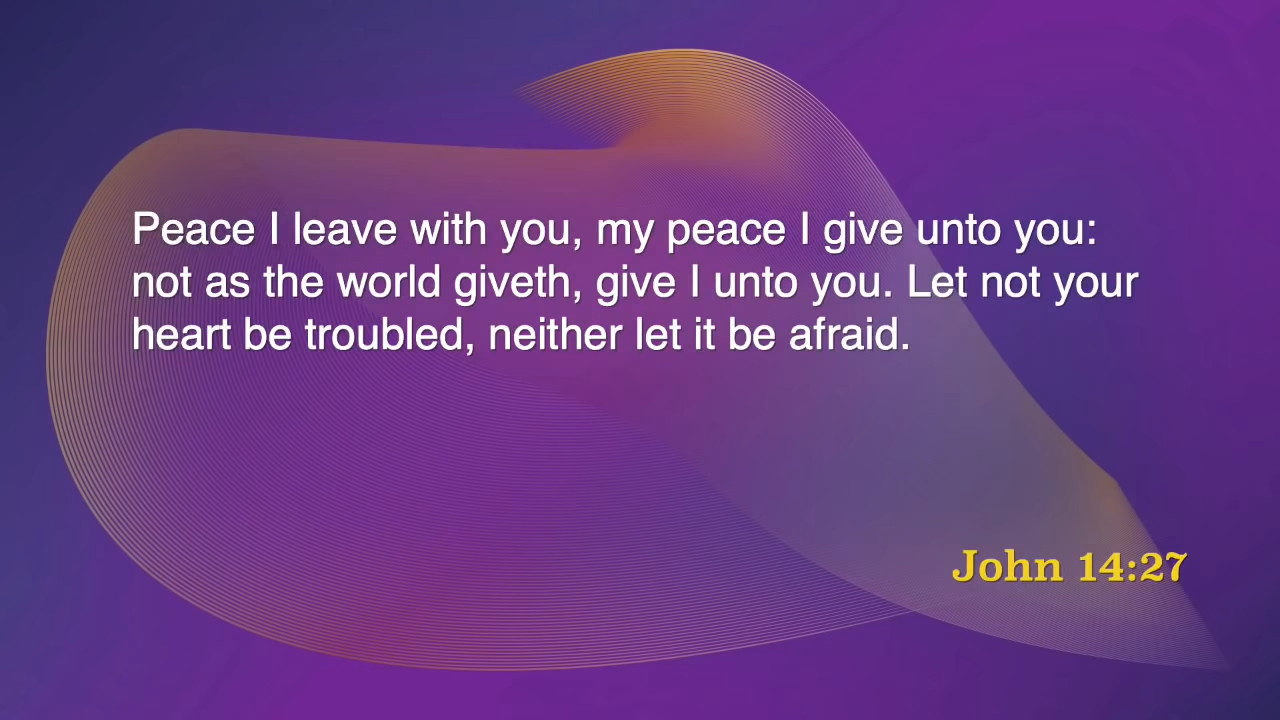 Peace I leave with you, my peace I give unto you:
not as the world giveth, give I unto you. Let not your
heart be troubled, neither let it be afraid.
John 14:27